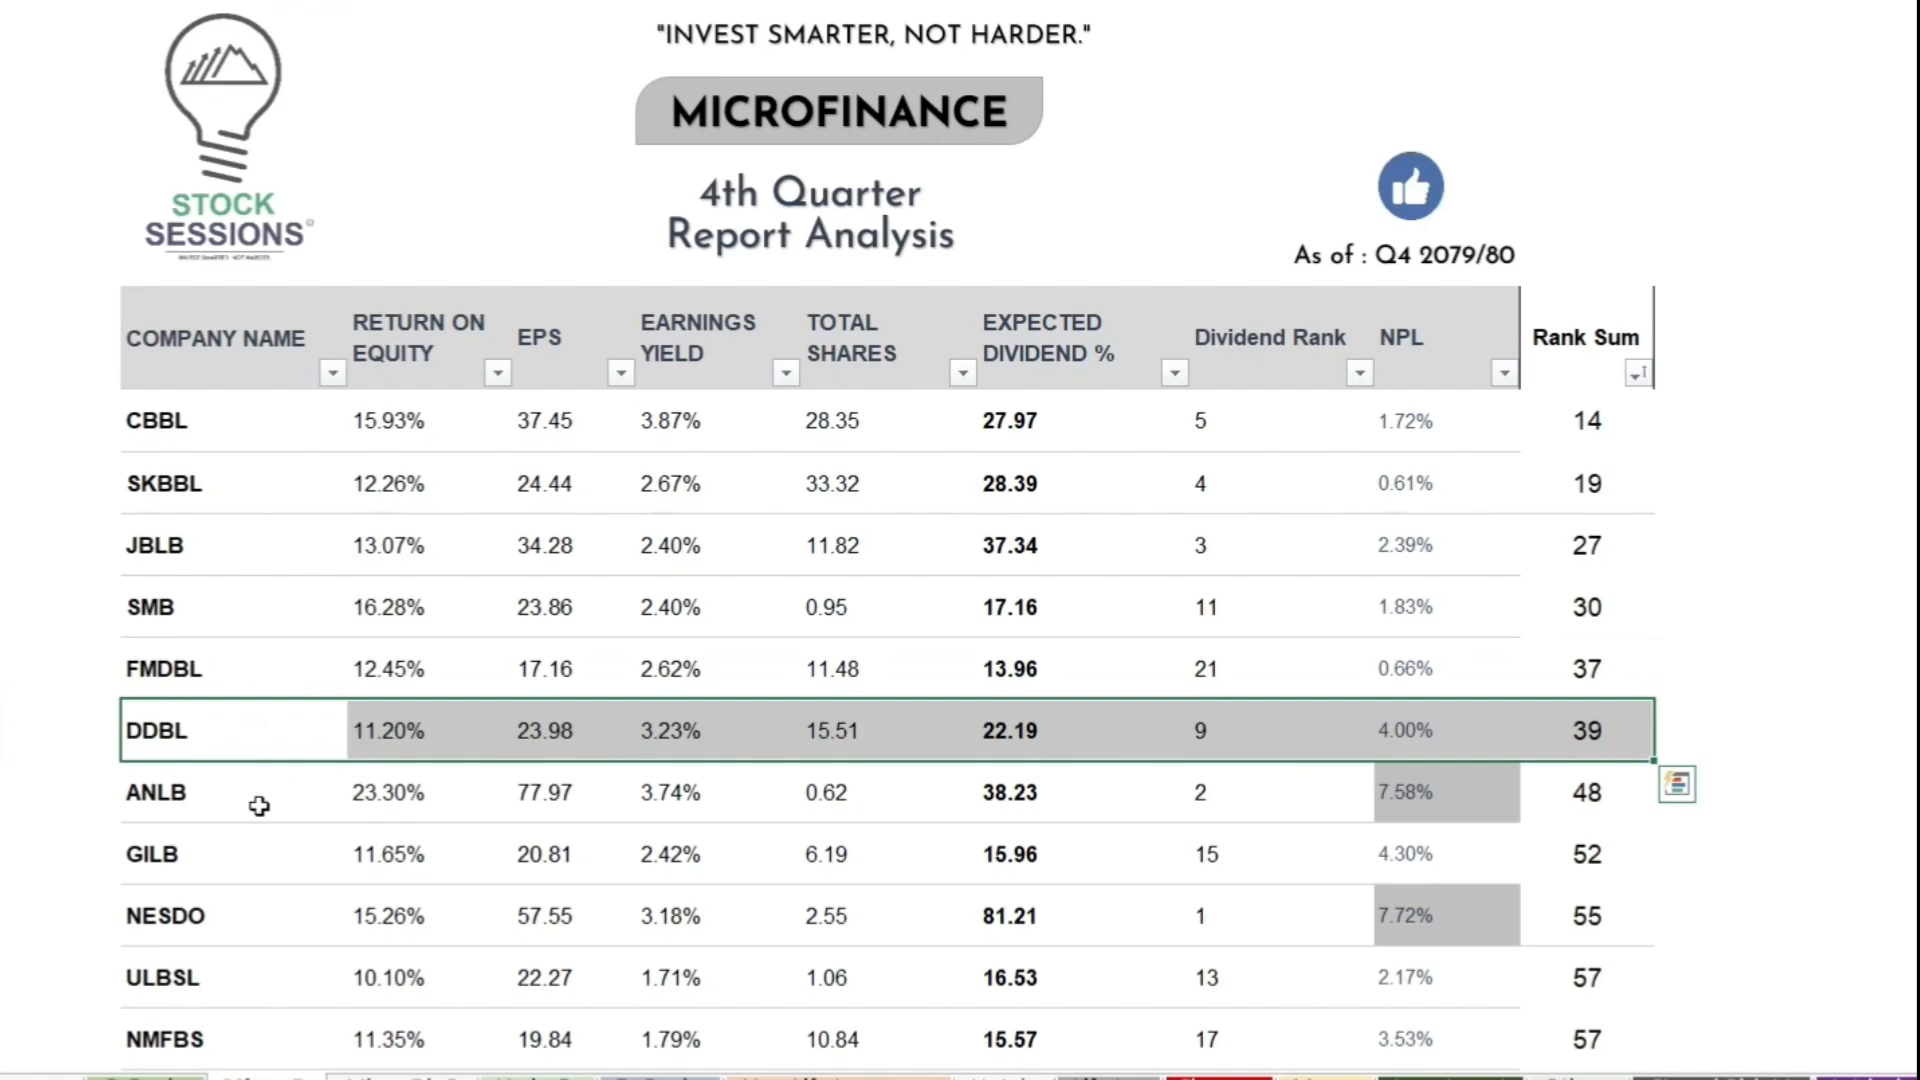 "INVEST SMARTER, NOT HARDER."
MICROFINANCE
4th Quarter
Report Analysis
STOCK
SESSIONS©
As of : Q4 2079/80
COMPANY NAME RETURN ON EQUITY EPS EARNINGS YIELD TOTAL SHARES EXPECTED DIVIDEND % Dividend Rank NPL Rank Sum
CBBL 15.93% 37.45 3.87% 28.35 27.97 5 1.72% 14
SKBBL 12.26% 24.44 2.67% 33.32 28.39 4 0.61% 19
JBLB 13.07% 34.28 2.40% 11.82 37.34 3 2.39% 27
SMB 16.28% 23.86 2.40% 0.95 17.16 11 1.83% 30
FMDBL 12.45% 17.16 2.62% 11.48 13.96 21 0.66% 37
DDBL 11.20% 23.98 3.23% 15.51 22.19 9 4.00% 39
ANLB 23.30% 77.97 3.74% 0.62 38.23 2 7.58% 48
GILB 11.65% 20.81 2.42% 6.19 15.96 15 4.30% 52
NESDO 15.26% 57.55 3.18% 2.55 81.21 1 7.72% 55
ULBSL 10.10% 22.27 1.71% 1.06 16.53 13 2.17% 57
NMFBS 11.35% 19.84 1.79% 10.84 15.57 17 3.53% 57